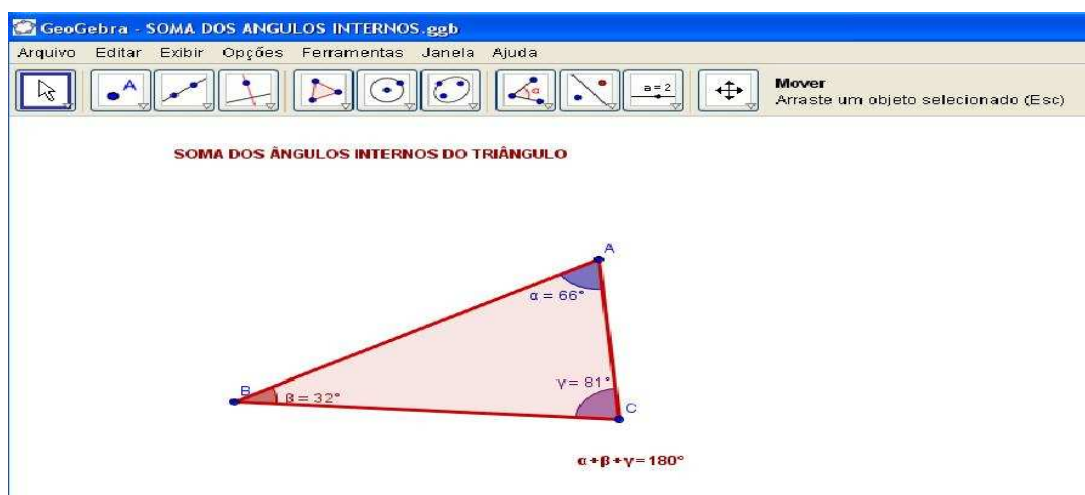 GeoGebra - SOMA DOS ANGULOS INTERNOS.ggb
Arquivo Editar Exibir Opções Ferramentas Janela Ajuda
A
α
a = 2
Mover
Arraste um objeto selecionado (Esc)
SOMA DOS ÂNGULOS INTERNOS DO TRIÂNGULO
A
α = 66°
B
β = 32°
γ = 81°
C
α+β+γ=180°